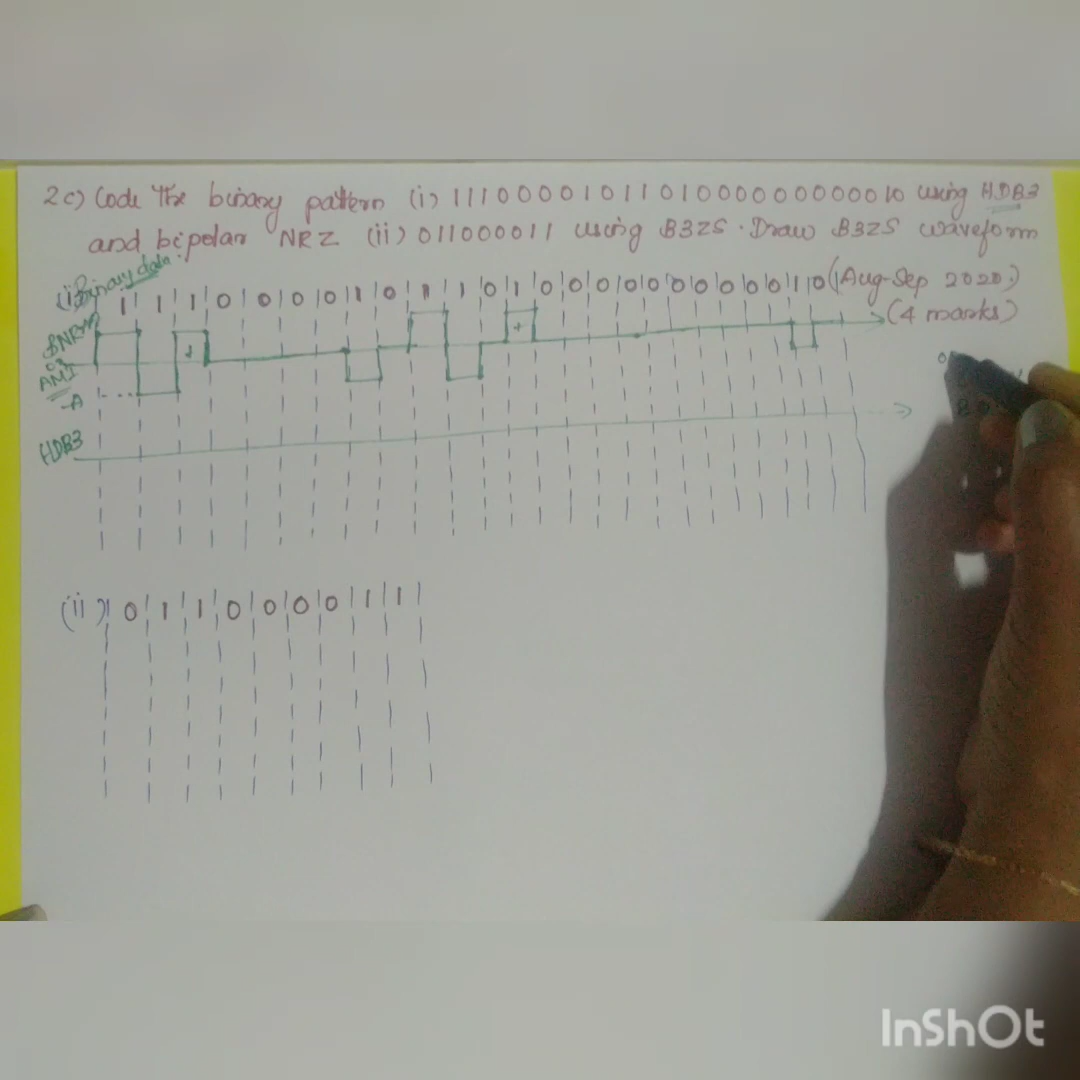 2c) Code The binary pattern (i) 1110000101101000000000010 using HDB3
and bipolar NRZ (ii) 011000011 using B3ZS. Draw B3ZS waveform
(i) Binary data: 1 1 1 0 0 0 0 1 0 1 1 0 1 0 0 0 0 0 0 0 0 0 0 1 0 (Aug-Sep 2020)
(4 marks)
or
AMI
-A
HDB3
(ii) 0 1 1 0 0 0 0 1 1
InShOt